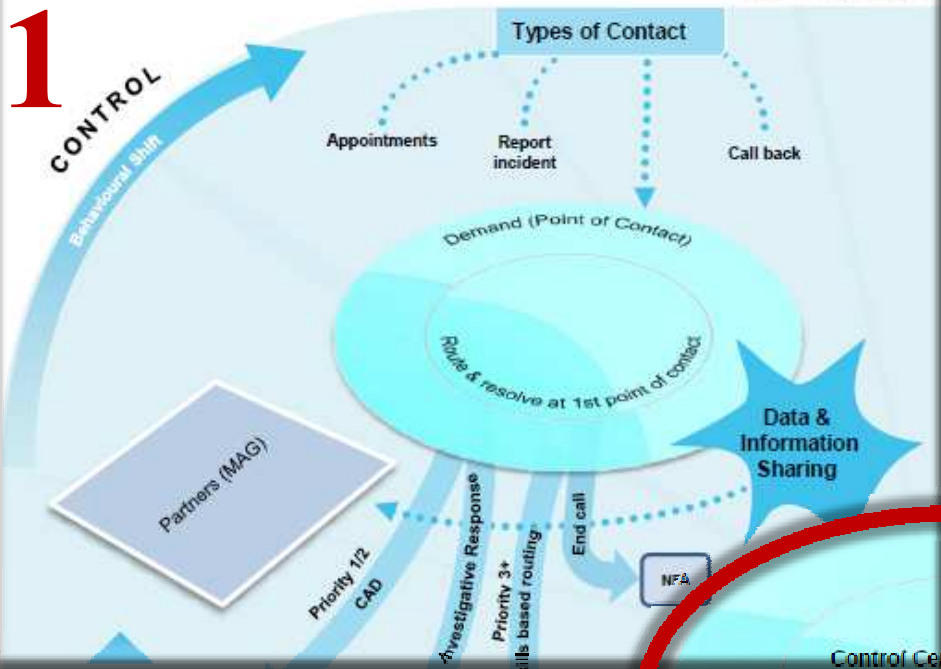 1
CONTROL
Behavioural Shift
Types of Contact
Appointments
Report
incident
Call back
Demand (Point of Contact)
Route & resolve at 1st point of contact
Data &
Information
Sharing
Partners (MAG)
Priority 1/2
CAD
Investigative Response
Priority 3+
ills based routing
End call
NFA
Control Ce